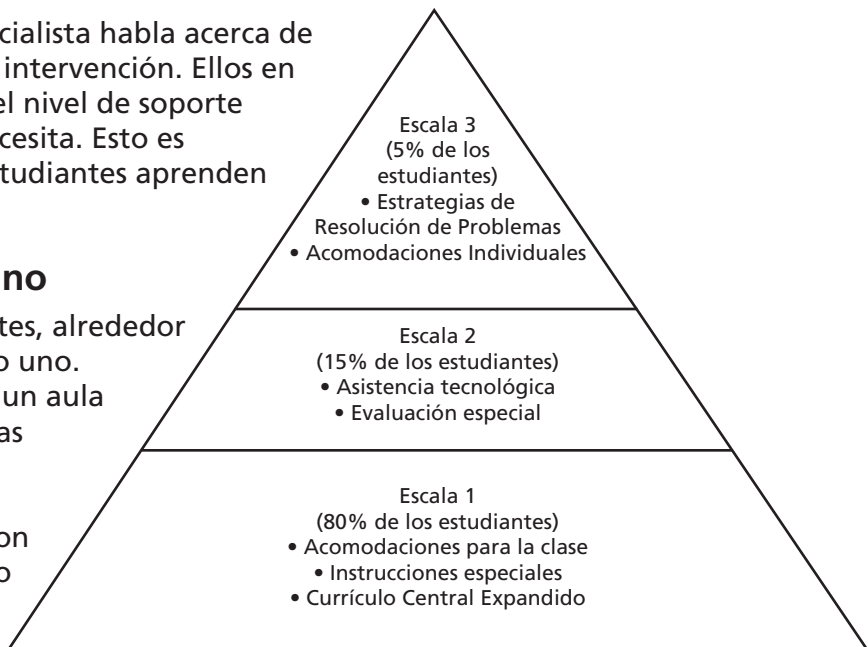 cialista habla acerca de
intervención. Ellos en
el nivel de soporte
cesita. Esto es
tudiantes aprenden
no
tes, alrededor
o uno.
un aula
as
on
o
Escala 3
(5% de los
estudiantes)
• Estrategias de
Resolución de Problemas
• Acomodaciones Individuales
Escala 2
(15% de los estudiantes)
• Asistencia tecnológica
• Evaluación especial
Escala 1
(80% de los estudiantes)
• Acomodaciones para la clase
• Instrucciones especiales
• Currículo Central Expandido